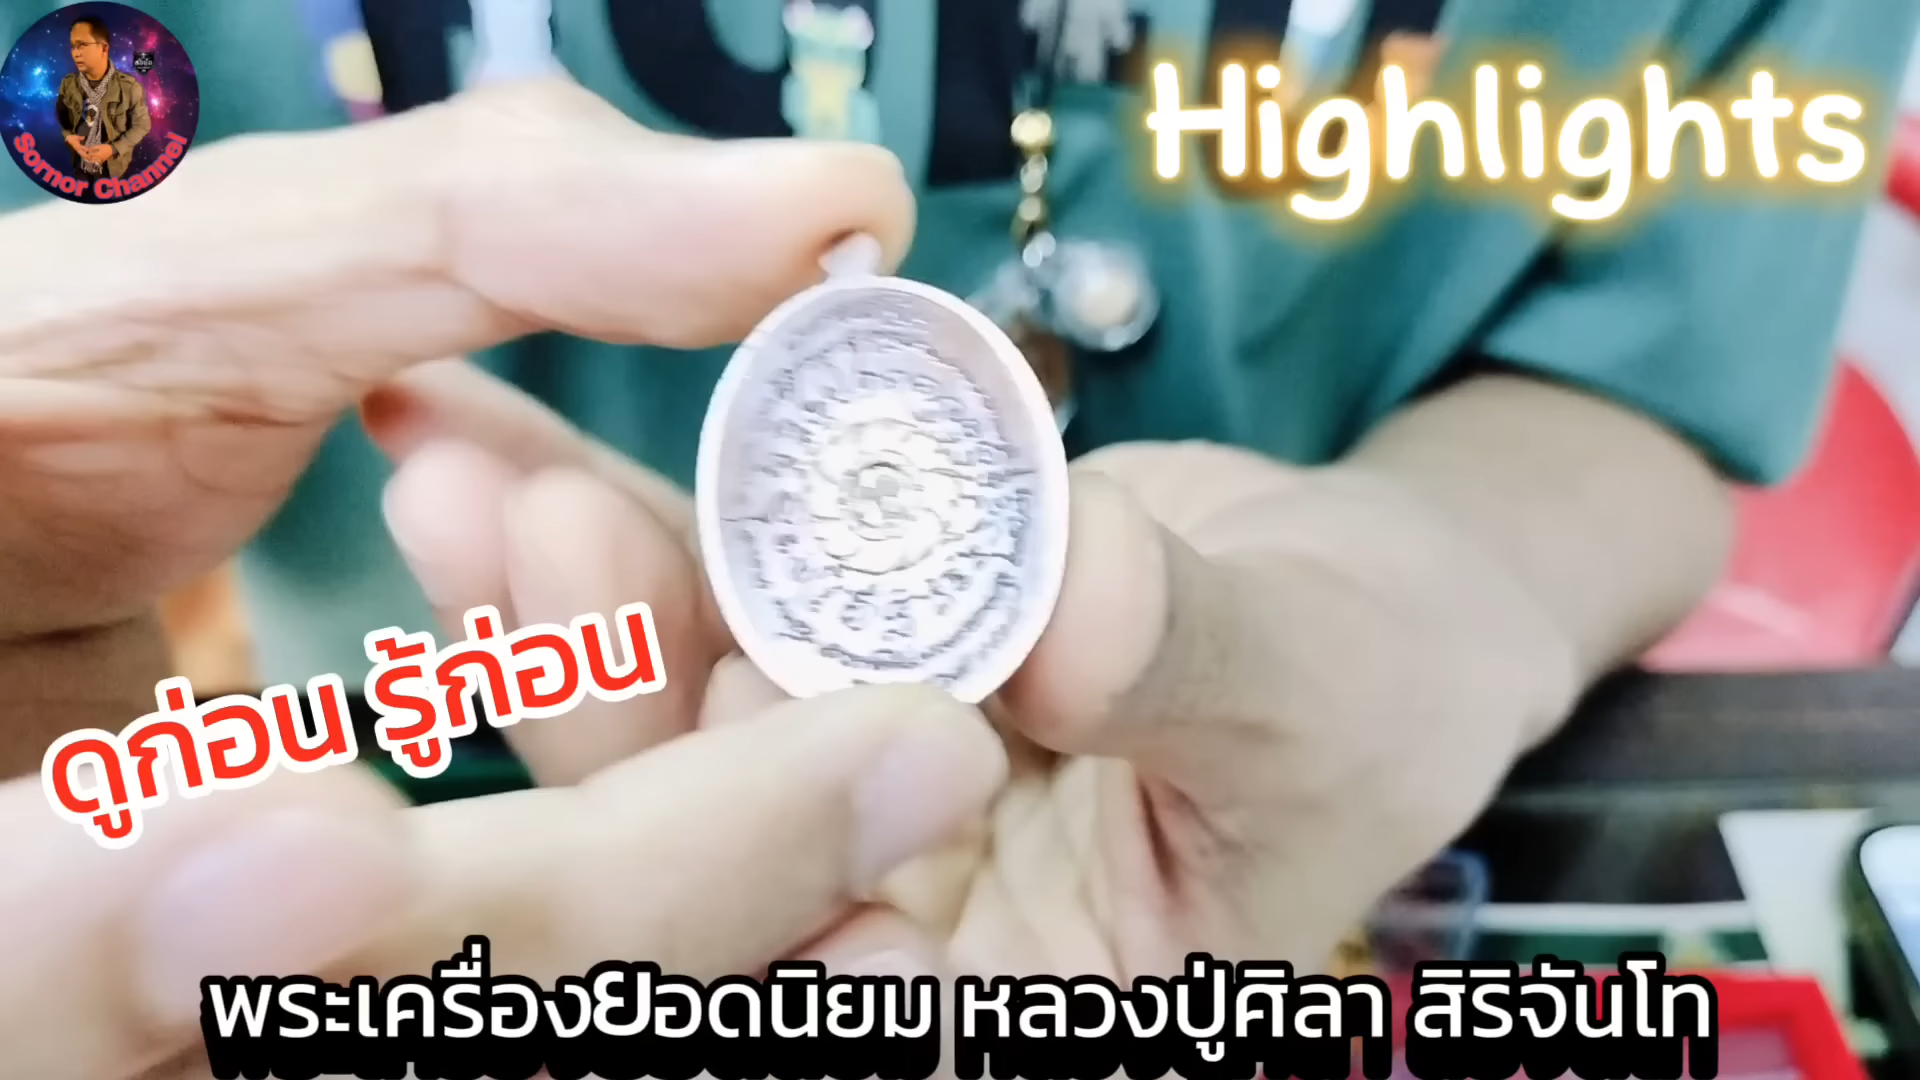 Sornor Channel
Highlights
ดูก่อน รู้ก่อน
พระเครื่องยอดนิยม หลวงปู่ศิลา สิริจันโท